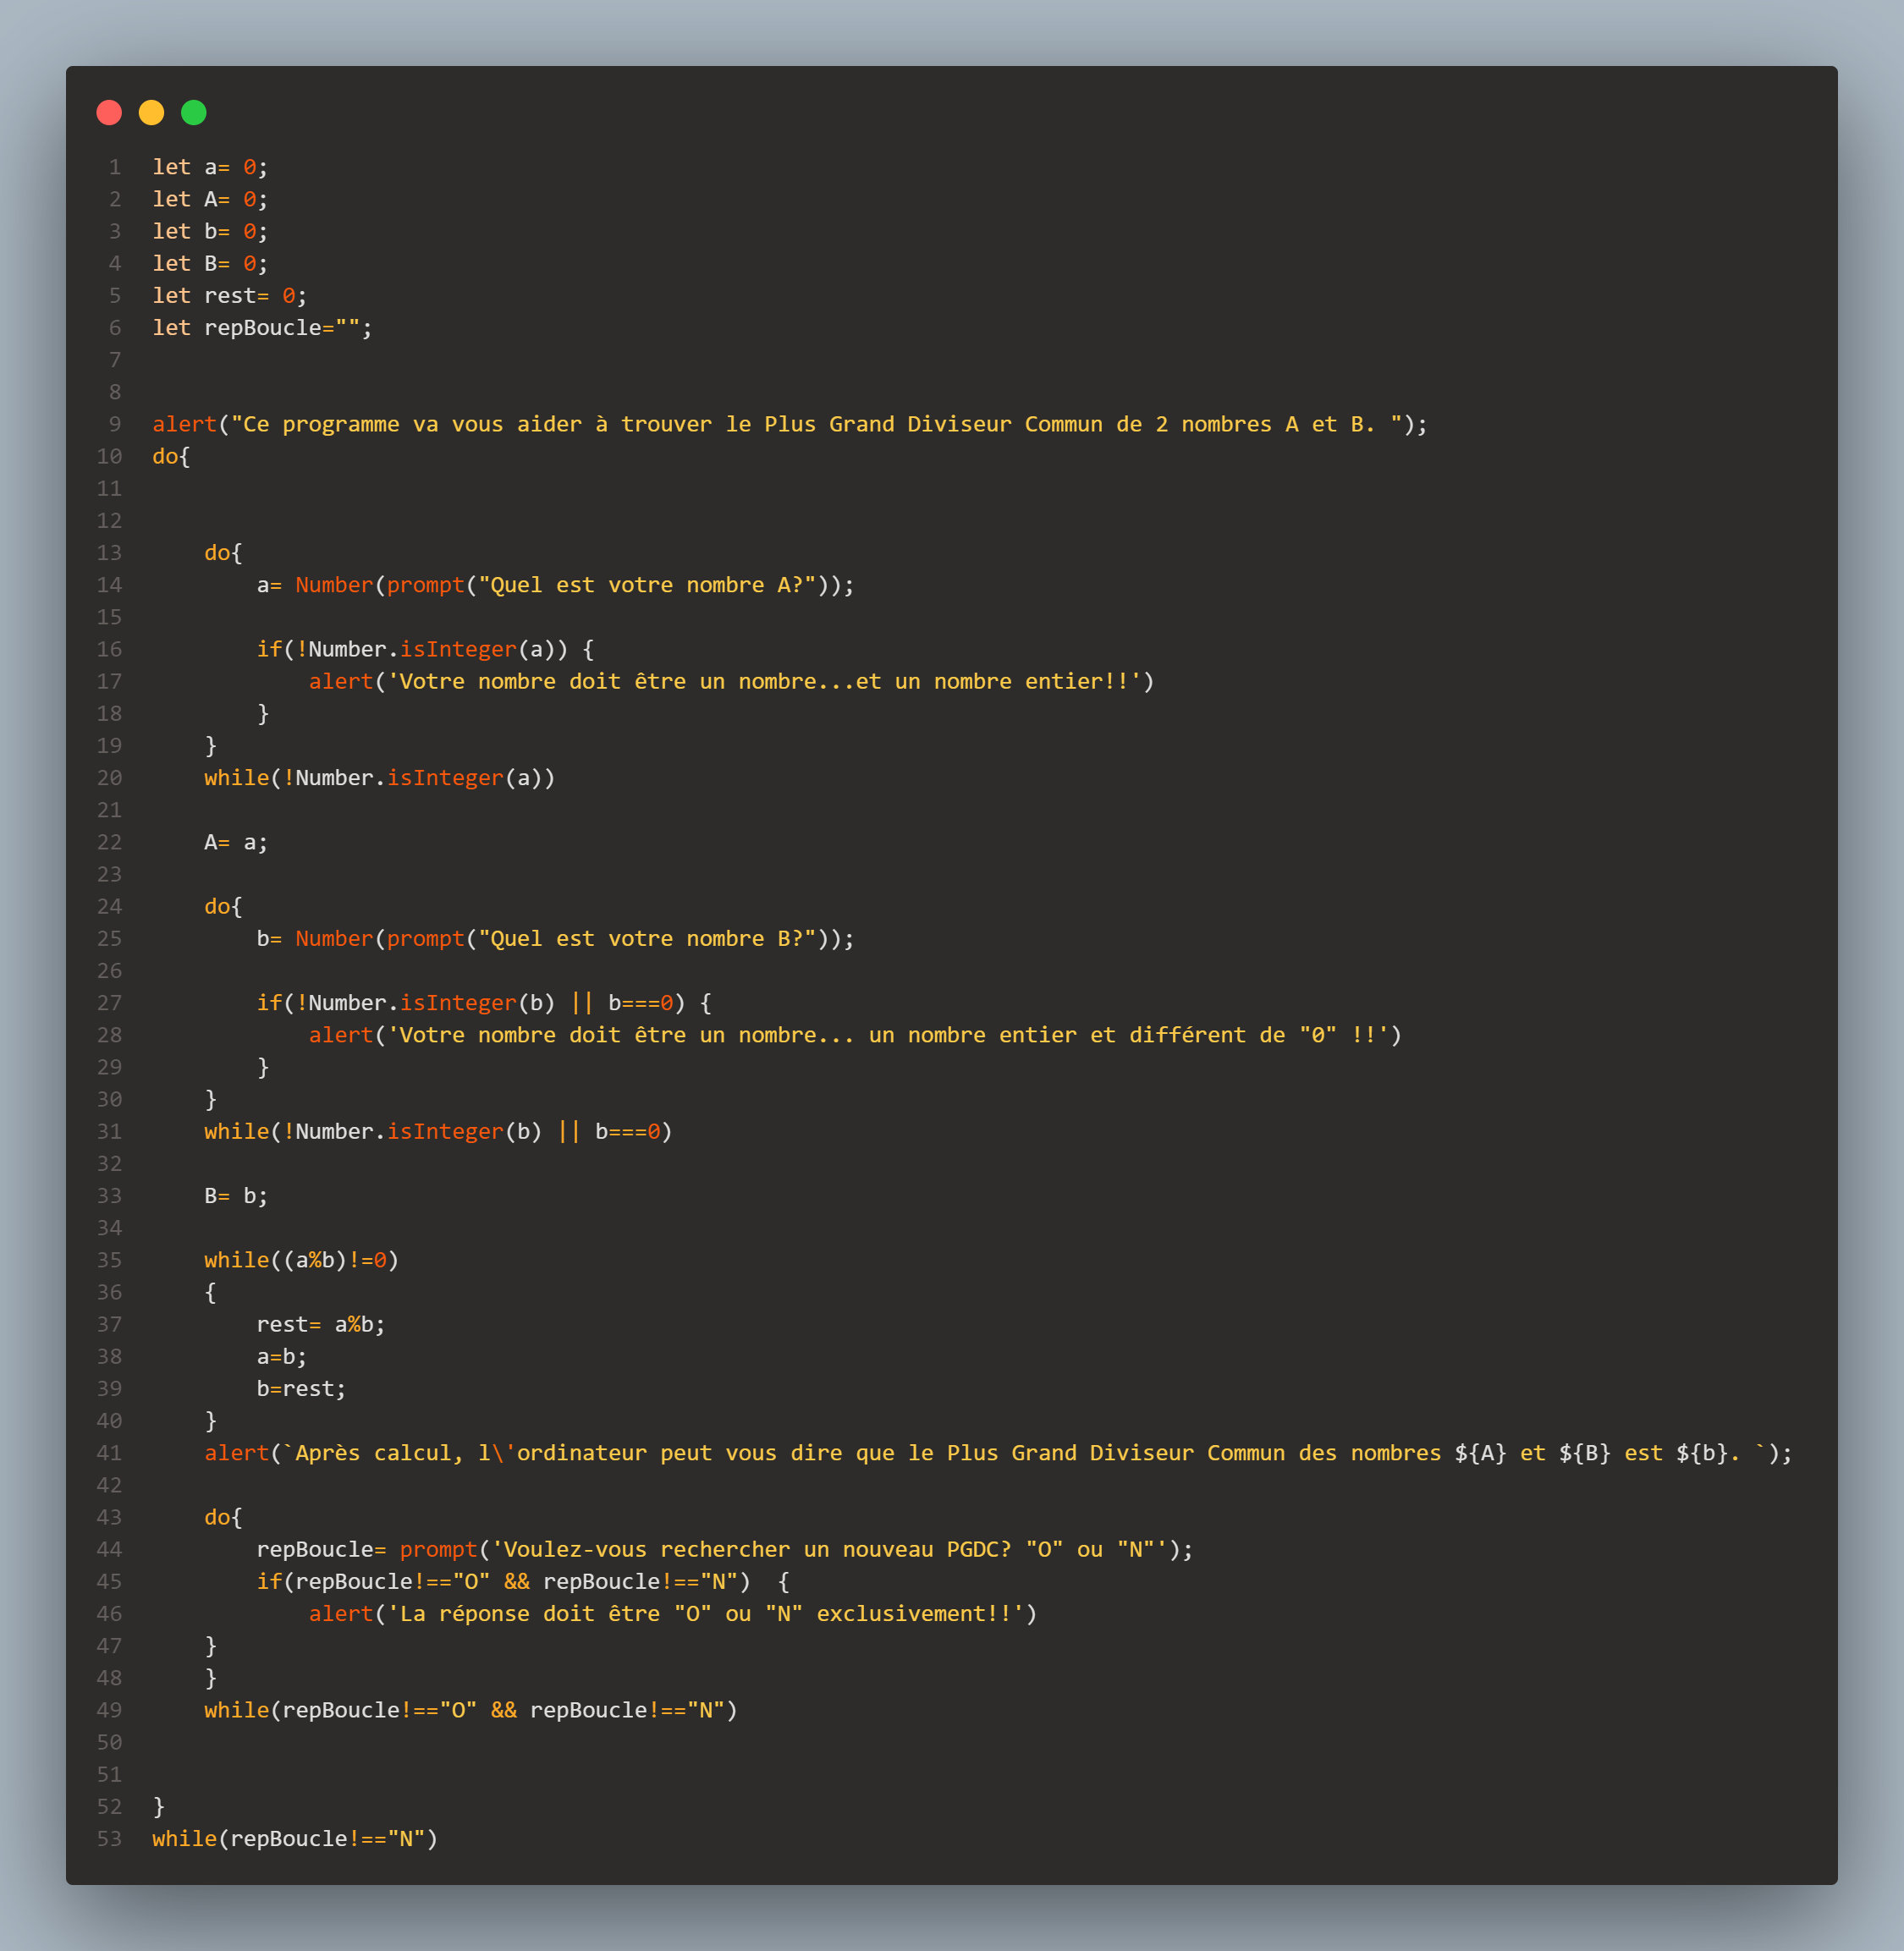 1 let a= 0;
2 let A= 0;
3 let b= 0;
4 let B= 0;
5 let rest= 0;
6 let repBoucle="";
7
8
9 alert("Ce programme va vous aider à trouver le Plus Grand Diviseur Commun de 2 nombres A et B. ");
10 do{
11
12
13     do{
14         a= Number(prompt("Quel est votre nombre A?"));
15
16         if(!Number.isInteger(a)) {
17             alert('Votre nombre doit être un nombre...et un nombre entier!!')
18         }
19     }
20     while(!Number.isInteger(a))
21
22     A= a;
23
24     do{
25         b= Number(prompt("Quel est votre nombre B?"));
26
27         if(!Number.isInteger(b) || b===0) {
28             alert('Votre nombre doit être un nombre... un nombre entier et différent de "0" !!')
29         }
30     }
31     while(!Number.isInteger(b) || b===0)
32
33     B= b;
34
35     while((a%b)!=0)
36     {
37         rest= a%b;
38         a=b;
39         b=rest;
40     }
41     alert(`Après calcul, l\'ordinateur peut vous dire que le Plus Grand Diviseur Commun des nombres ${A} et ${B} est ${b}. `);
42
43     do{
44         repBoucle= prompt('Voulez-vous rechercher un nouveau PGDC? "O" ou "N"');
45         if(repBoucle!=="O" && repBoucle!=="N")  {
46             alert('La réponse doit être "O" ou "N" exclusivement!!')
47     }
48     }
49     while(repBoucle!=="O" && repBoucle!=="N")
50
51
52 }
53 while(repBoucle!=="N")